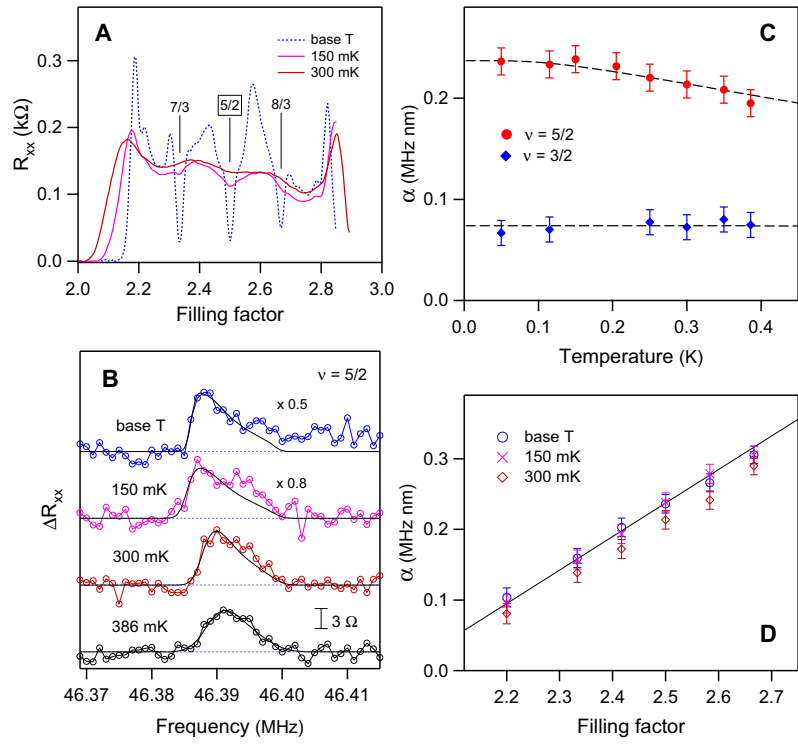 A
base T
150 mK
300 mK
7/3
5/2
8/3
R_xx (kΩ)
0.3
0.2
0.1
0.0
2.0 2.2 2.4 2.6 2.8 3.0
Filling factor
C
α (MHz nm)
0.2
0.1
0.0
ν = 5/2
ν = 3/2
0.0 0.1 0.2 0.3 0.4
Temperature (K)
B
ν = 5/2
base T
x 0.5
150 mK
x 0.8
300 mK
386 mK
3 Ω
ΔR_xx
46.37 46.38 46.39 46.40 46.41
Frequency (MHz)
base T
150 mK
300 mK
α (MHz nm)
0.3
0.2
0.1
0.0
D
2.2 2.3 2.4 2.5 2.6 2.7
Filling factor